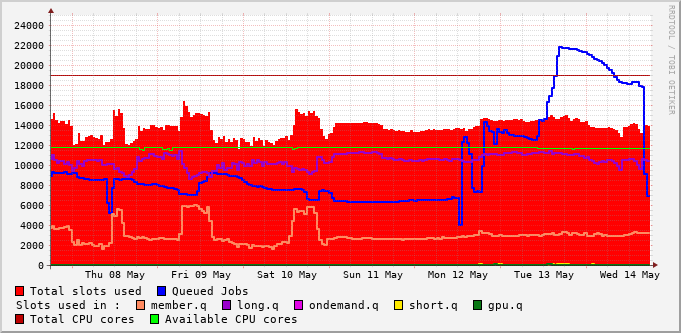 RRDTOOL / TOBI OETIKER
24000
22000
20000
18000
16000
14000
12000
10000
8000
6000
4000
2000
0
Thu 08 May Fri 09 May Sat 10 May Sun 11 May Mon 12 May Tue 13 May Wed 14 May
Total slots used Queued Jobs
Slots used in : member.q long.q ondemand.q short.q gpu.q
Total CPU cores Available CPU cores